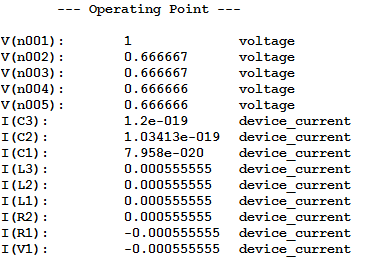 --- Operating Point ---
V(n001): 1 voltage
V(n002): 0.666667 voltage
V(n003): 0.666667 voltage
V(n004): 0.666666 voltage
V(n005): 0.666666 voltage
I(C3): 1.2e-019 device_current
I(C2): 1.03413e-019 device_current
I(C1): 7.958e-020 device_current
I(L3): 0.000555555 device_current
I(L2): 0.000555555 device_current
I(L1): 0.000555555 device_current
I(R2): 0.000555555 device_current
I(R1): -0.000555555 device_current
I(V1): -0.000555555 device_current